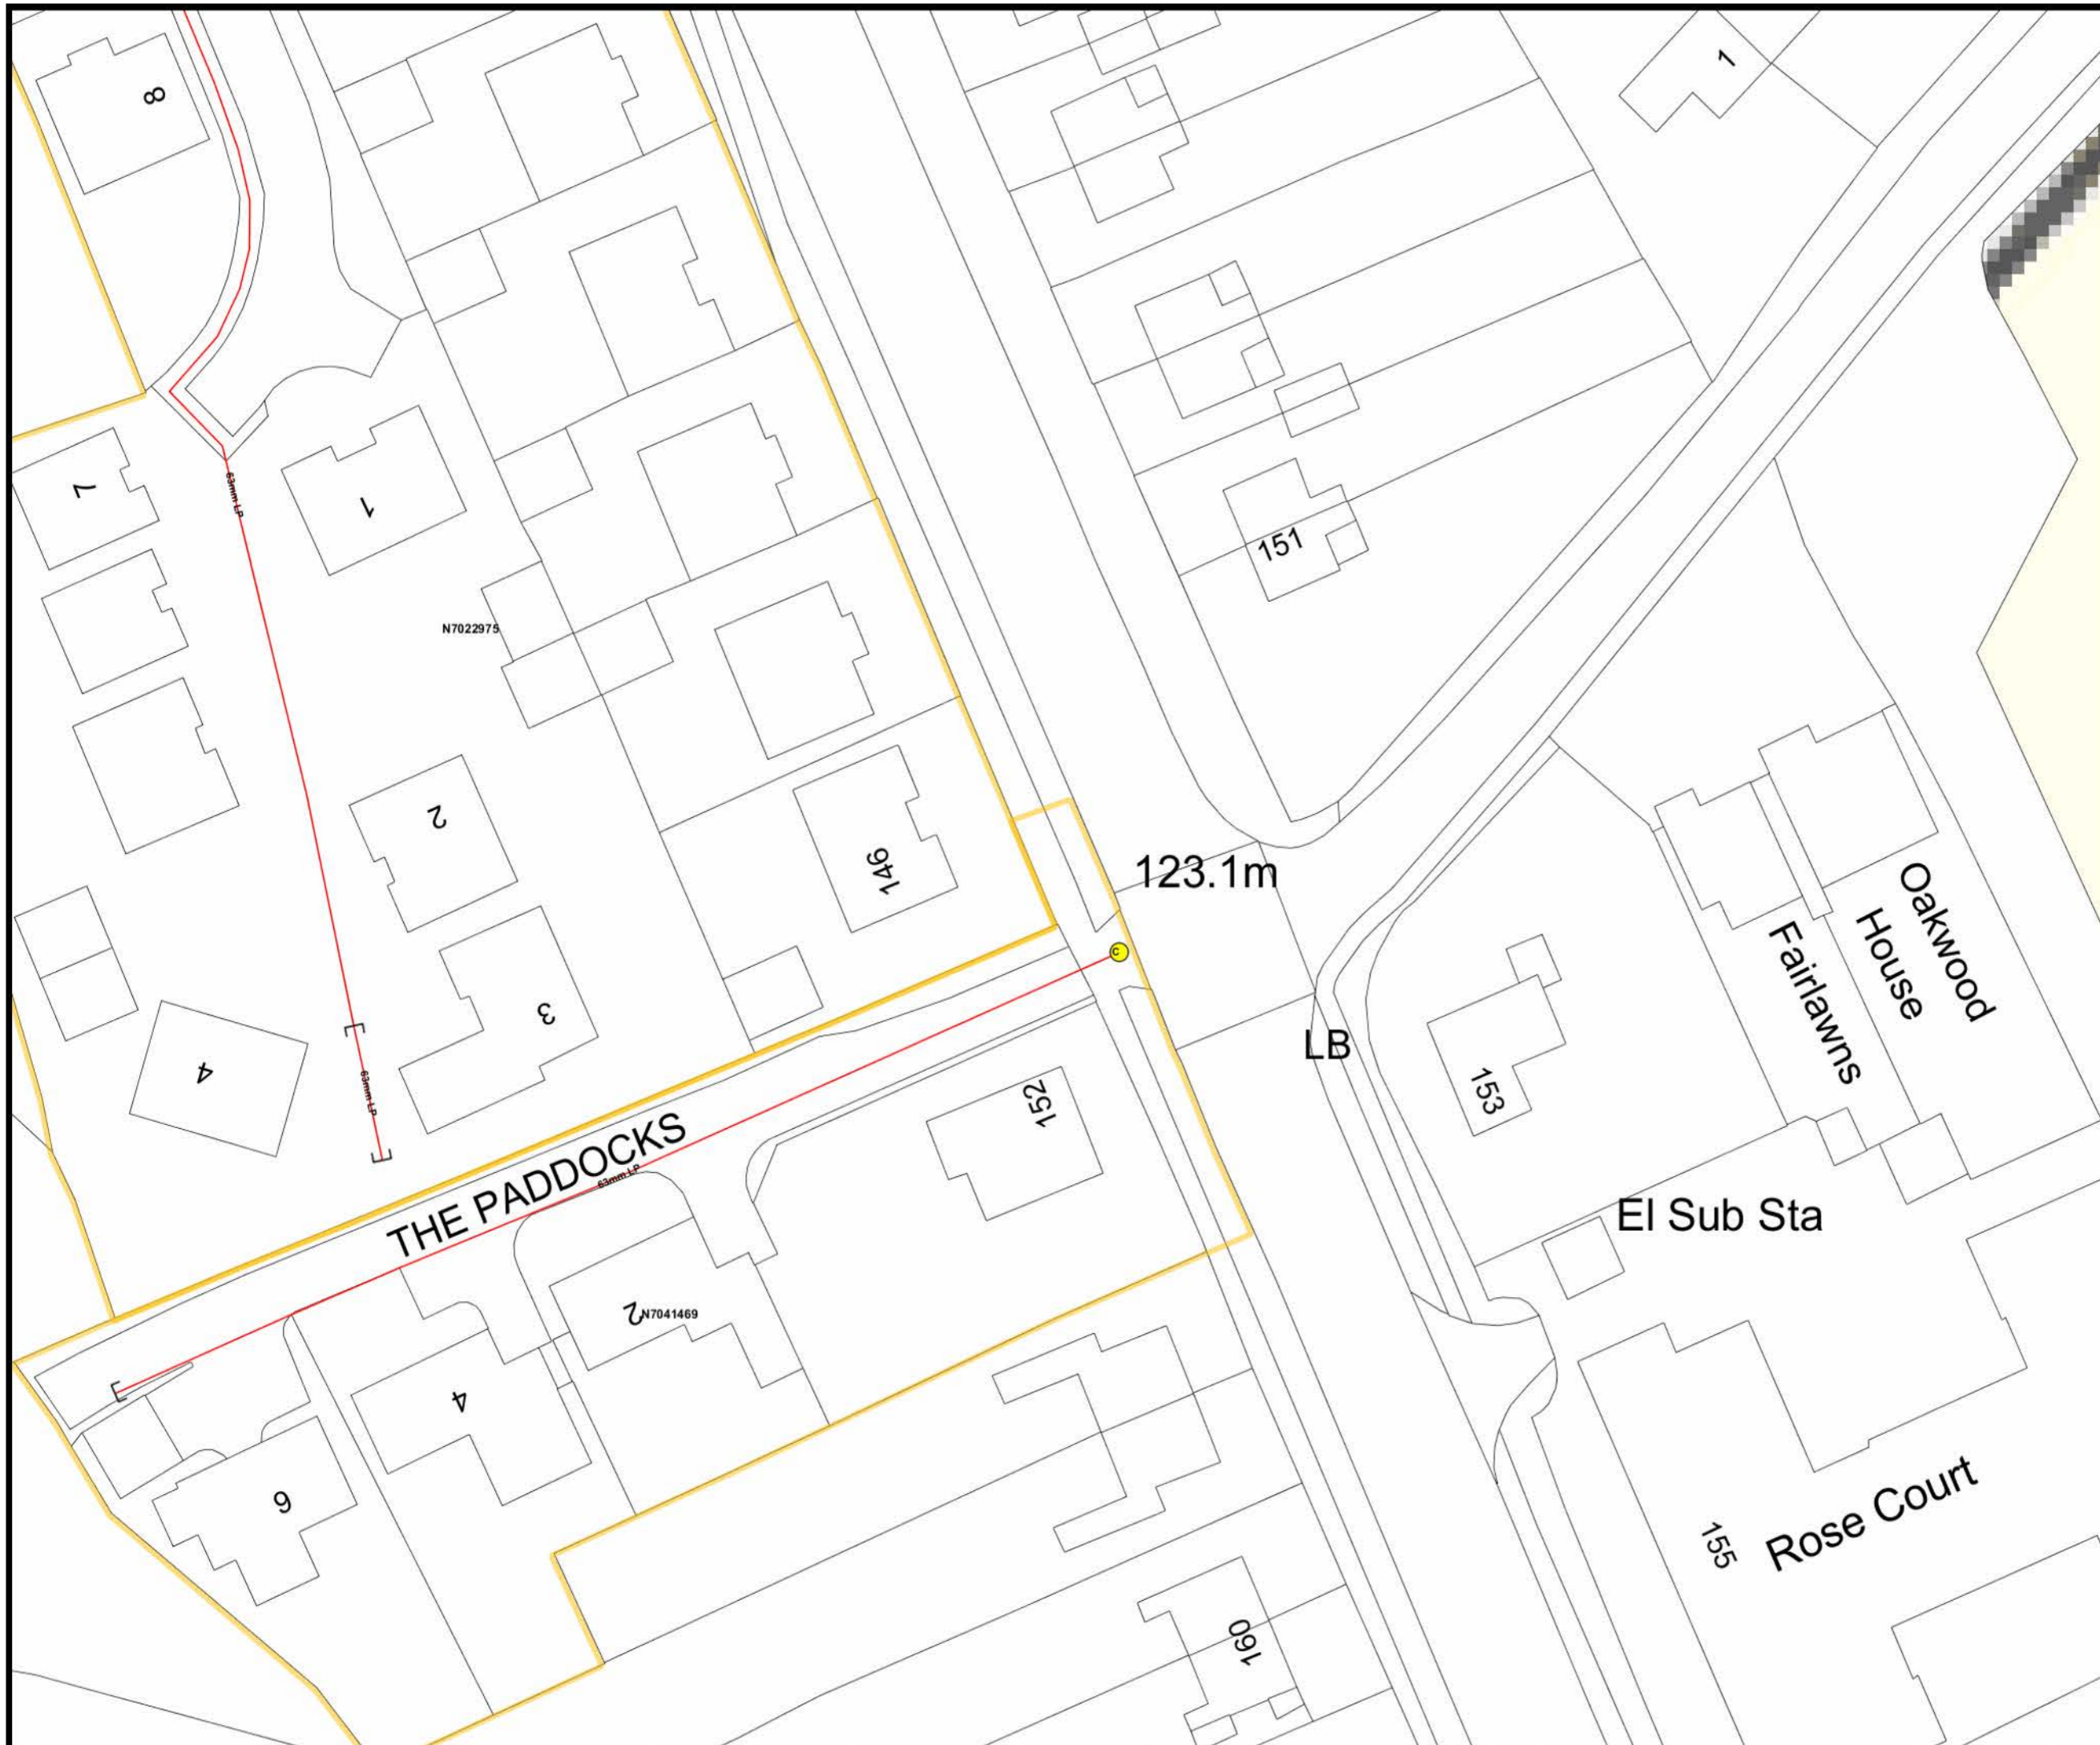 8
1
7
1
63mm LP
151
N7022975
2
146
123.1m
C
Oakwood
House
Fairlawns
3
LB
4
63mm LP
153
152
THE PADDOCKS
63mm LP
El Sub Sta
2
N7041469
4
6
155
Rose Court
160